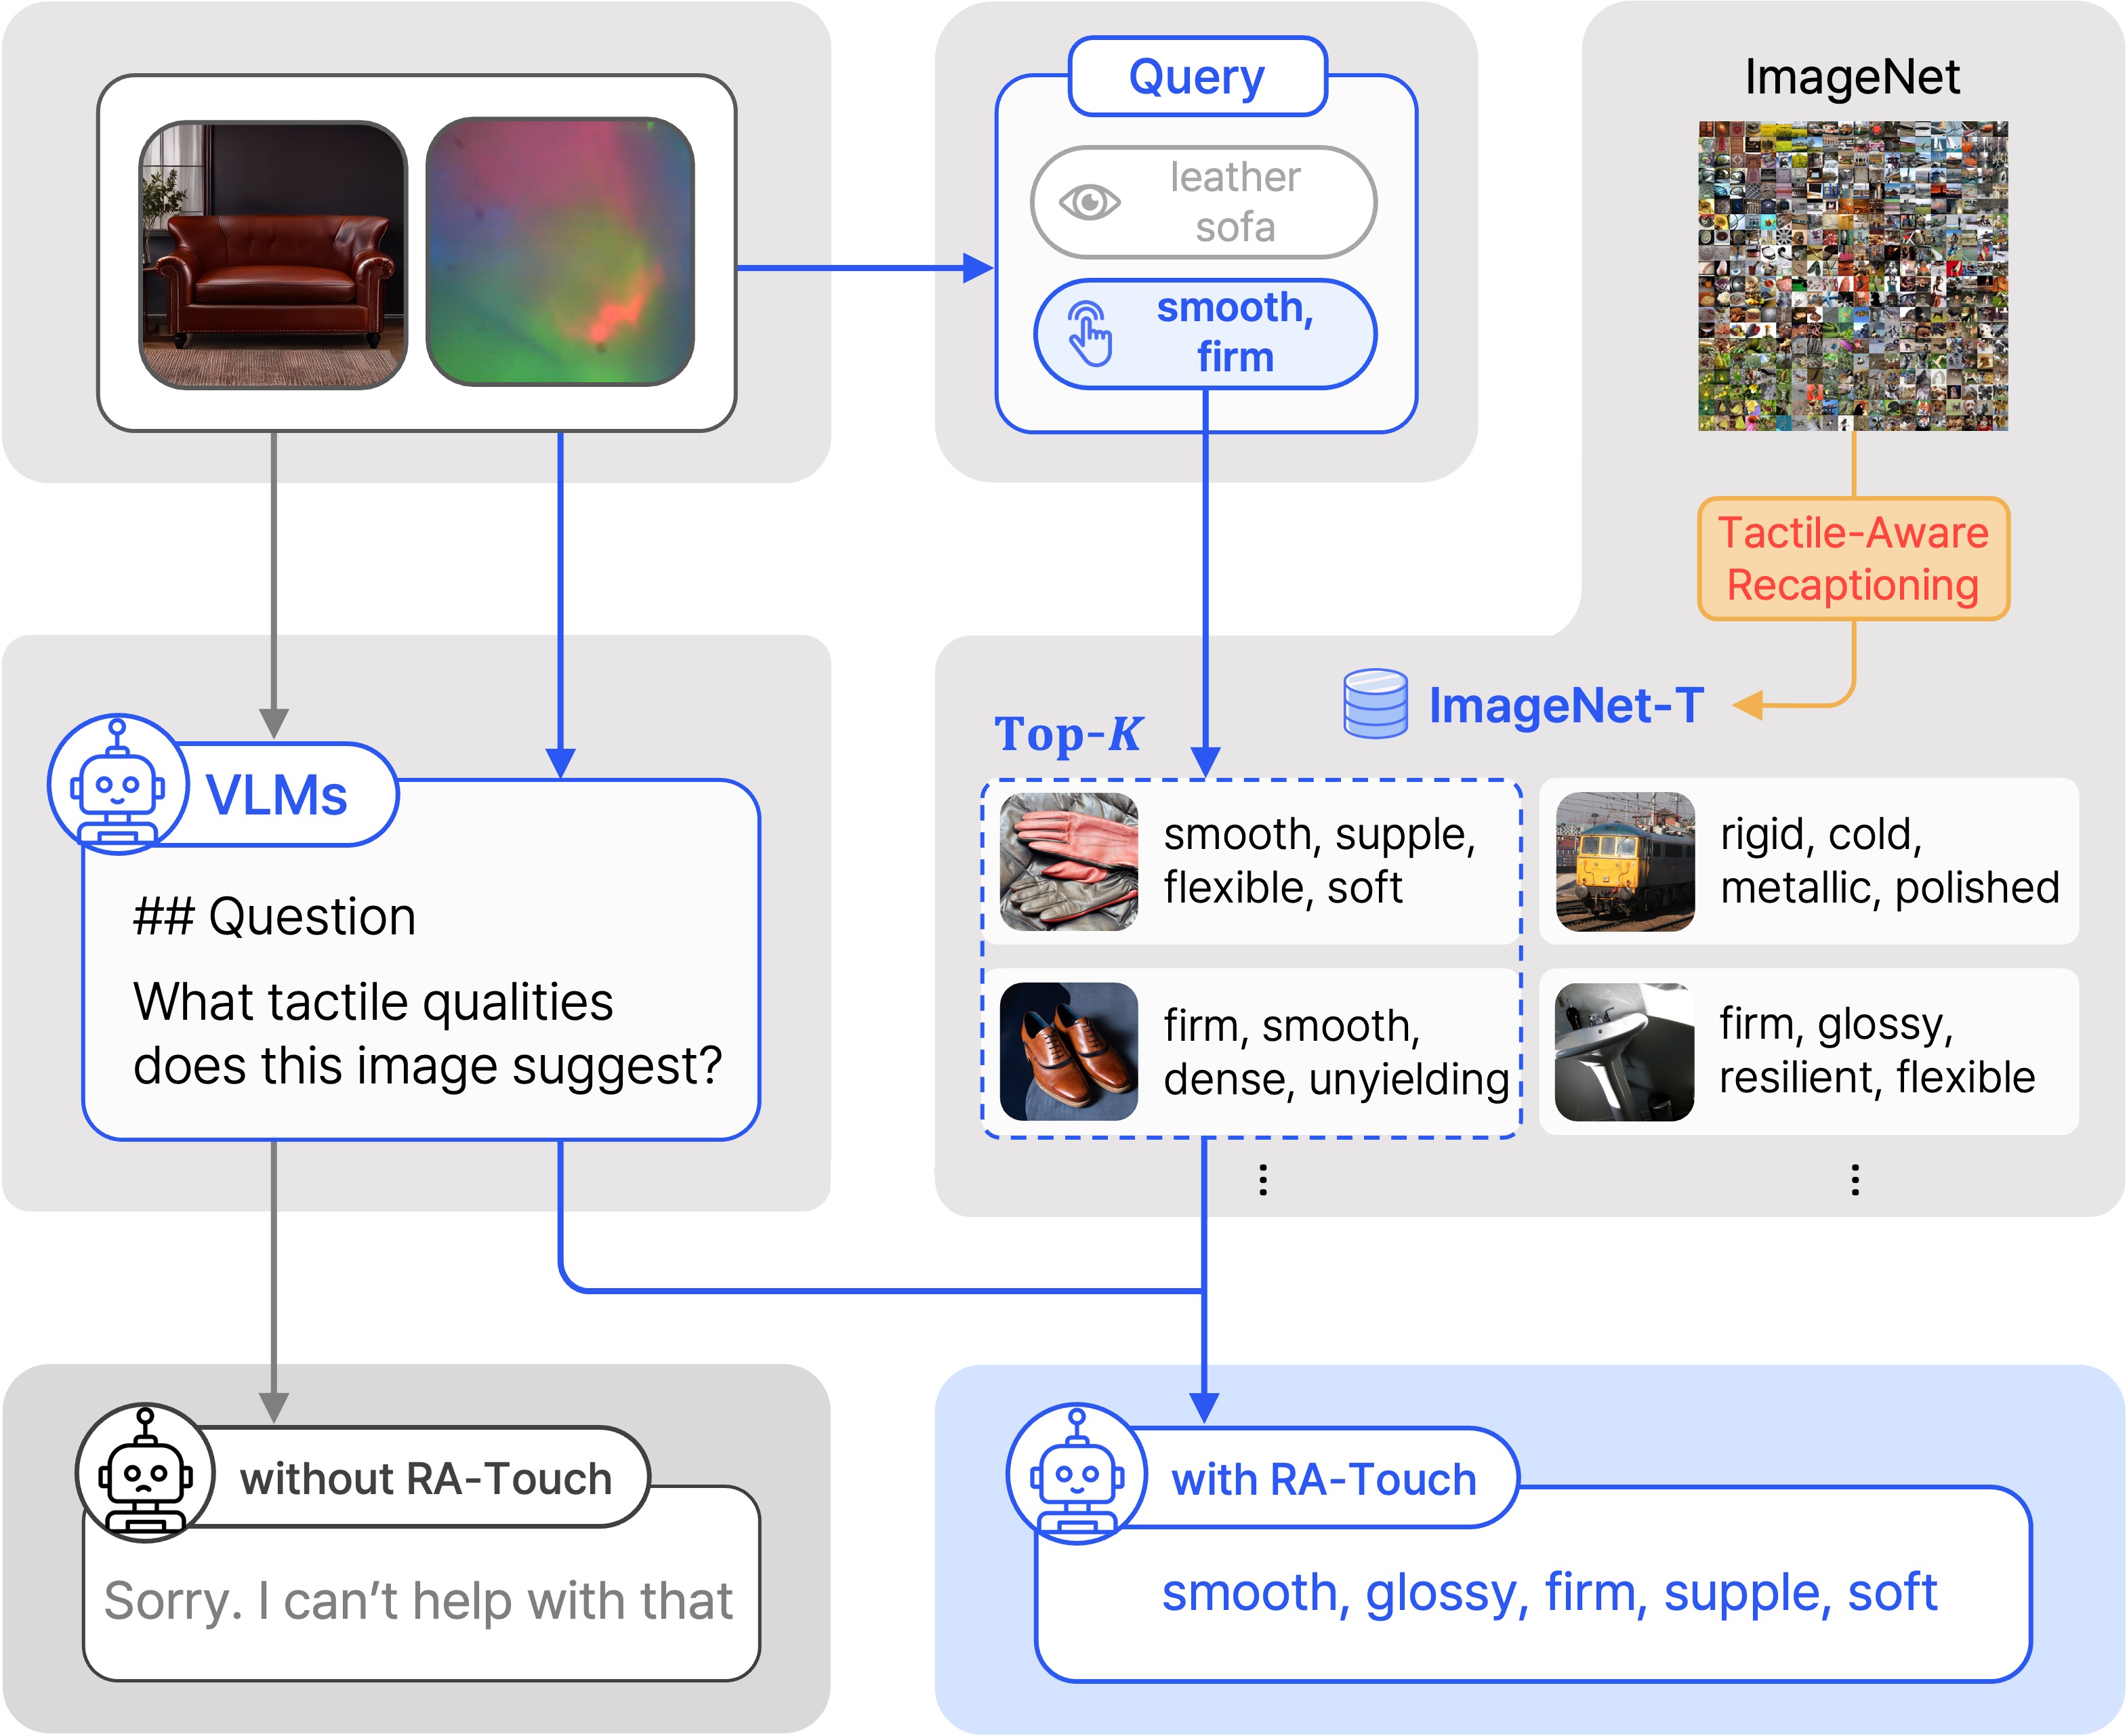 Query
leather
sofa
smooth,
firm
ImageNet
Tactile-Aware
Recaptioning
ImageNet-T
Top-K
smooth, supple,
flexible, soft
rigid, cold,
metallic, polished
firm, smooth,
dense, unyielding
firm, glossy,
resilient, flexible
⋮
⋮
VLMs
## Question
What tactile qualities
does this image suggest?
without RA-Touch
Sorry. I can’t help with that
with RA-Touch
smooth, glossy, firm, supple, soft